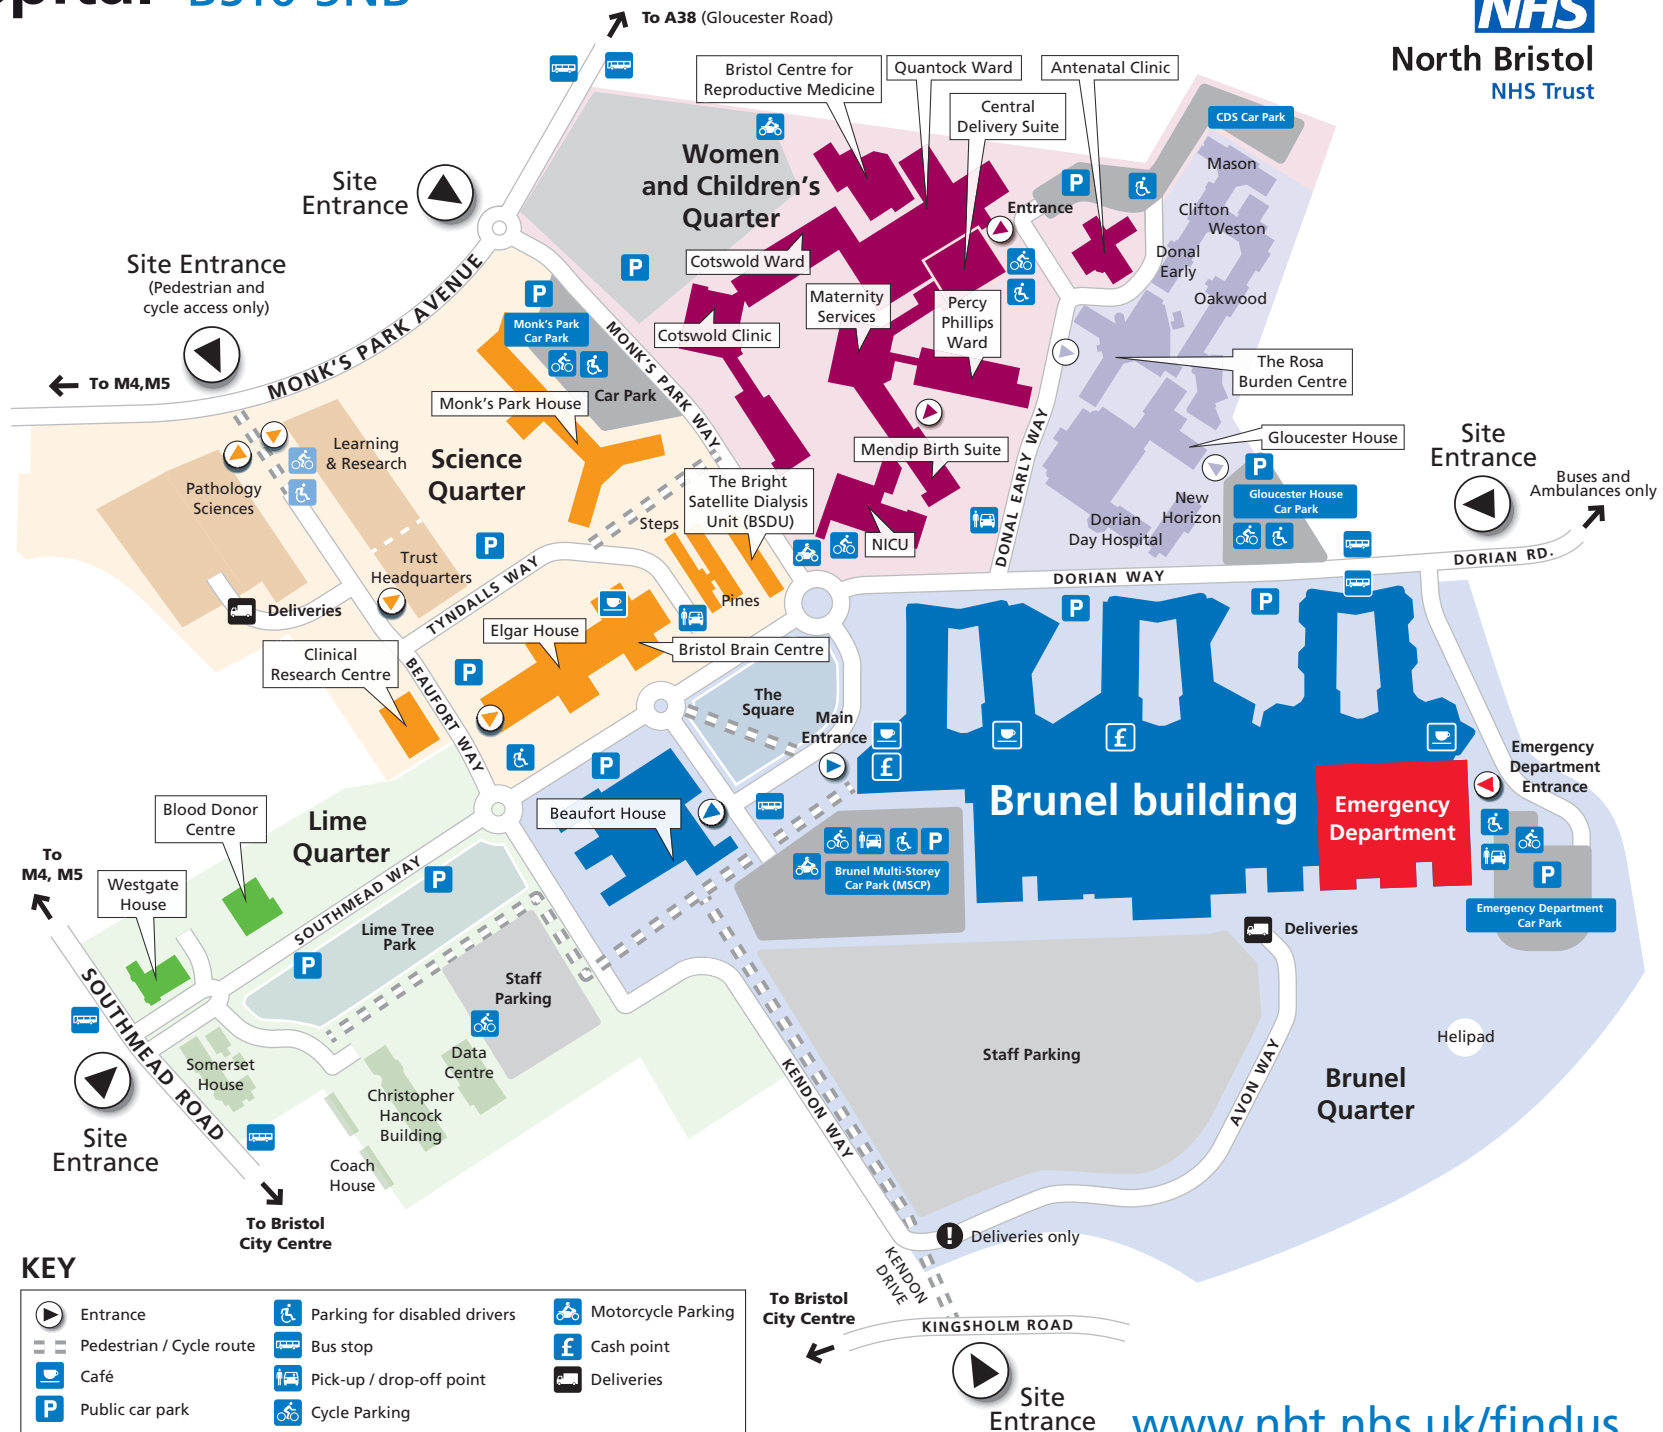 BS10 5NB
NHS
North Bristol
NHS Trust
To A38 (Gloucester Road)
Bristol Centre for
Reproductive Medicine
Quantock Ward
Antenatal Clinic
Central
Delivery Suite
CDS Car Park
Women
and Children's
Quarter
Mason
Site
Entrance
P
Entrance
Clifton
Weston
Donal
Early
Oakwood
Site Entrance
(Pedestrian and
cycle access only)
Cotswold Ward
P
P
Monk's Park
Car Park
Maternity
Services
Percy
Phillips
Ward
Cotswold Clinic
MONK'S PARK AVENUE
MONK'S PARK WAY
To M4,M5
The Rosa
Burden Centre
Car Park
Monk's Park House
Learning
& Research
Science
Quarter
Mendip Birth Suite
DONAL EARLY WAY
Gloucester House
Site
Entrance
P
Buses and
Ambulances only
Pathology
Sciences
The Bright
Satellite Dialysis
Unit (BSDU)
Gloucester House
Car Park
New
Horizon
Steps
Dorian
Day Hospital
P
NICU
Trust
Headquarters
DORIAN RD.
DORIAN WAY
TYNDALLS WAY
Deliveries
Pines
P
P
Elgar House
Bristol Brain Centre
Clinical
Research Centre
P
BEAUFORT WAY
The
Square
Main
Entrance
£
£
P
Emergency
Department
Entrance
Brunel building
Emergency
Department
Blood Donor
Centre
Beaufort House
Lime
Quarter
P
Brunel Multi-Storey
Car Park (MSCP)
To
M4, M5
Westgate
House
SOUTHMEAD WAY
P
P
Emergency Department
Car Park
Lime Tree
Park
Deliveries
P
Staff
Parking
SOUTHMEAD ROAD
Somerset
House
Data
Centre
Staff Parking
Helipad
KENDON WAY
AVON WAY
Brunel
Quarter
Christopher
Hancock
Building
Site
Entrance
Coach
House
To Bristol
City Centre
! Deliveries only
KENDON
DRIVE
KEY
Entrance
Pedestrian / Cycle route
Café
P Public car park
Parking for disabled drivers
Bus stop
Pick-up / drop-off point
Cycle Parking
Motorcycle Parking
£ Cash point
Deliveries
To Bristol
City Centre
KINGSHOLM ROAD
Site
Entrance
www.nbt.nhs.uk/findus